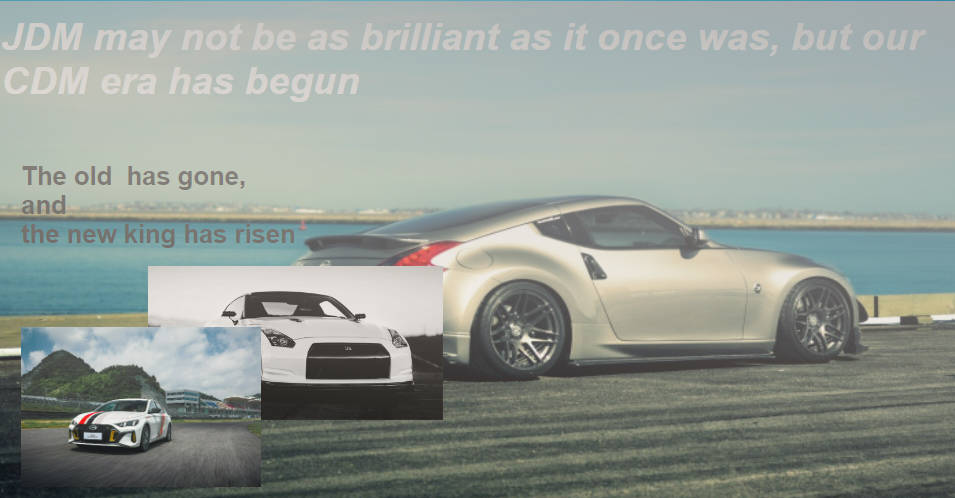 JDM may not be as brilliant as it once was, but our
CDM era has begun
The old  has gone,
and
the new king has risen